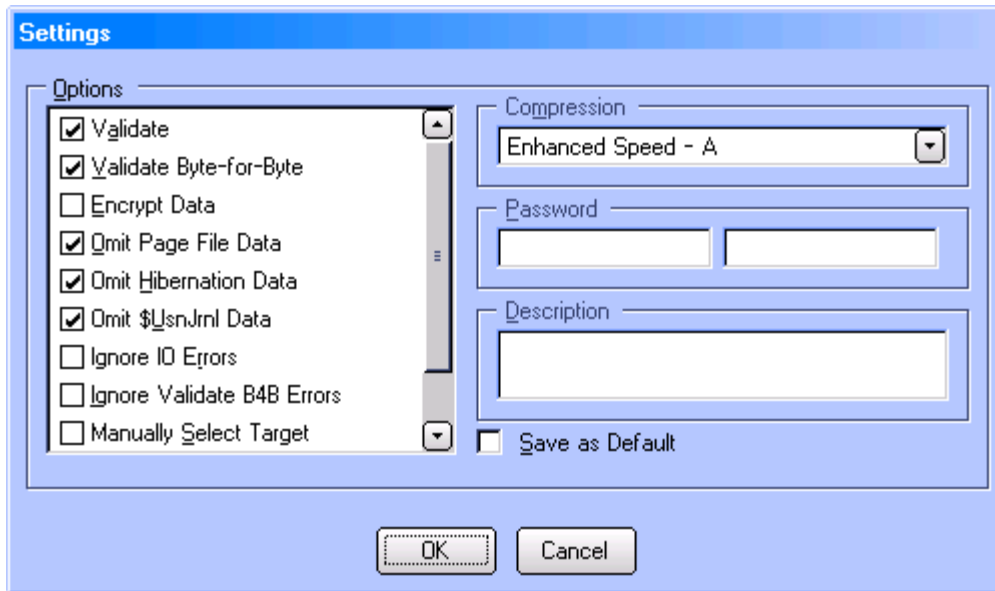 Settings
Options
Validate
Validate Byte-for-Byte
Encrypt Data
Omit Page File Data
Omit Hibernation Data
Omit $UsnJrnl Data
Ignore IO Errors
Ignore Validate B4B Errors
Manually Select Target
Compression
Enhanced Speed - A
Password
Description
Save as Default
OK
Cancel